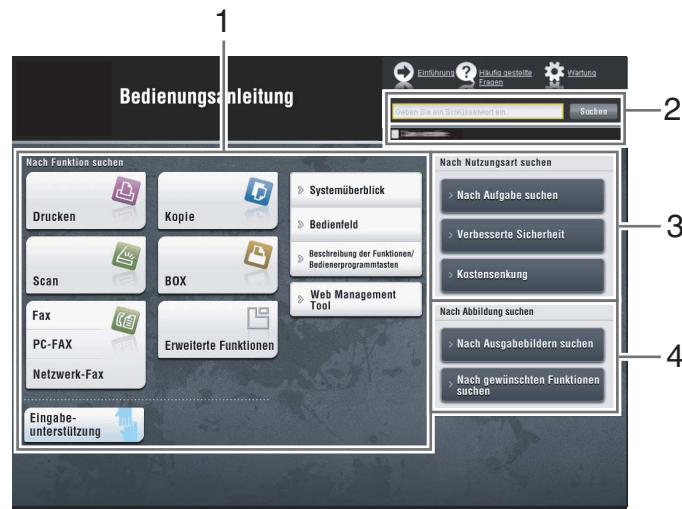 1
Bedienungsanleitung
Einführung
Häufig gestellte
Fragen
Wartung
Geben Sie ein Schlüsselwort ein.
Suchen
2
Nach Funktion suchen
Drucken
Kopie
Scan
BOX
Fax
PC-FAX
Netzwerk-Fax
Erweiterte Funktionen
Eingabe-
unterstützung
» Systemüberblick
» Bedienfeld
» Beschreibung der Funktionen/
Bedienerprogrammtasten
» Web Management
Tool
Nach Nutzungsart suchen
> Nach Aufgabe suchen
> Verbesserte Sicherheit
> Kostensenkung
3
Nach Abbildung suchen
> Nach Ausgabebildern suchen
> Nach gewünschten Funktionen
suchen
4